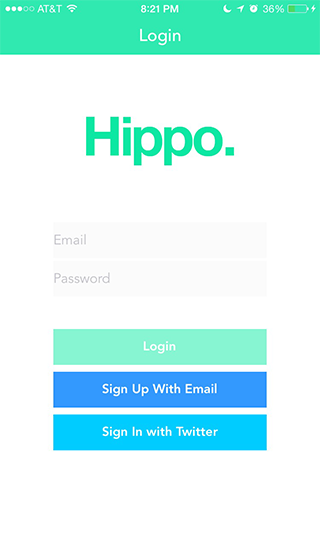 AT&T 8:21 PM 36%
Login
Hippo.
Email
Password
Login
Sign Up With Email
Sign In with Twitter